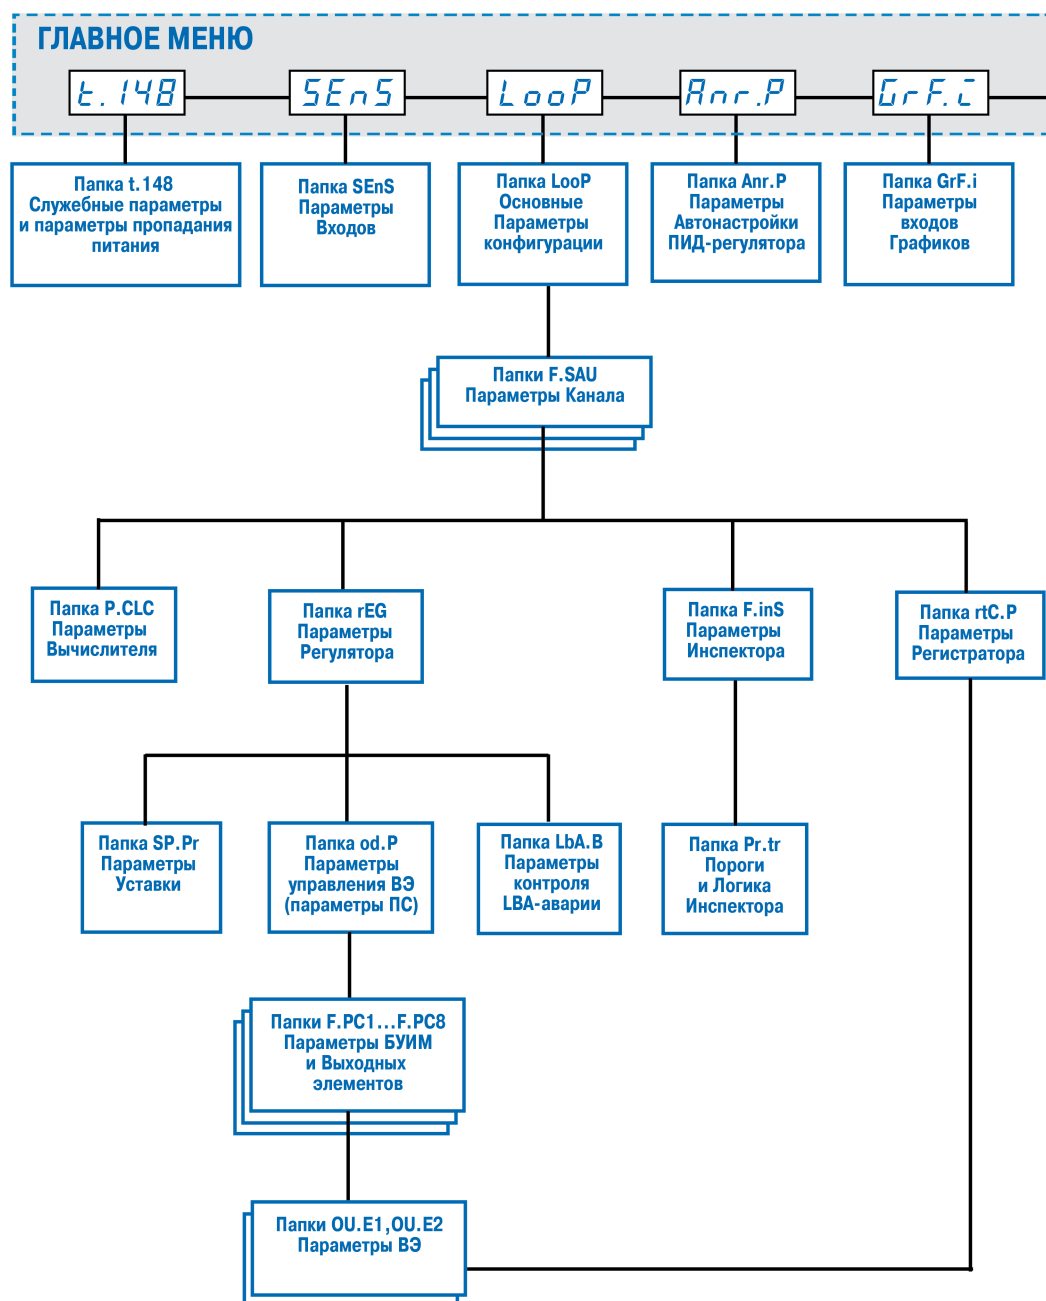 ГЛАВНОЕ МЕНЮ
t.148
SEnS
LooP
Anr.P
GrF.i
Папка t.148
Служебные параметры
и параметры пропадания
питания
Папка SEnS
Параметры
Входов
Папка LooP
Основные
Параметры
конфигурации
Папка Anr.P
Параметры
Автонастройки
ПИД-регулятора
Папка GrF.i
Параметры
входов
Графиков
Папки F.SAU
Параметры Канала
Папка P.CLC
Параметры
Вычислителя
Папка rEG
Параметры
Регулятора
Папка F.inS
Параметры
Инспектора
Папка rtC.P
Параметры
Регистратора
Папка SP.Pr
Параметры
Уставки
Папка od.P
Параметры
управления ВЭ
(параметры ПС)
Папка LbA.B
Параметры
контроля
LBA-аварии
Папка Pr.tr
Пороги
и Логика
Инспектора
Папки F.PC1...F.PC8
Параметры БУИМ
и Выходных
элементов
Папки OU.E1,OU.E2
Параметры ВЭ